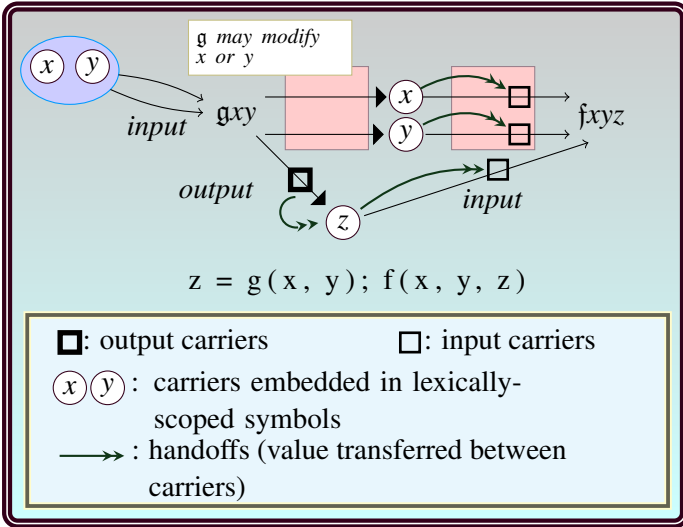 𝔤 may modify
x or y
x y
input
𝔤xy
x
y
𝔣xyz
output
input
z
z = g(x, y); f(x, y, z)
: output carriers
: input carriers
x y : carriers embedded in lexically-
scoped symbols
: handoffs (value transferred between
carriers)